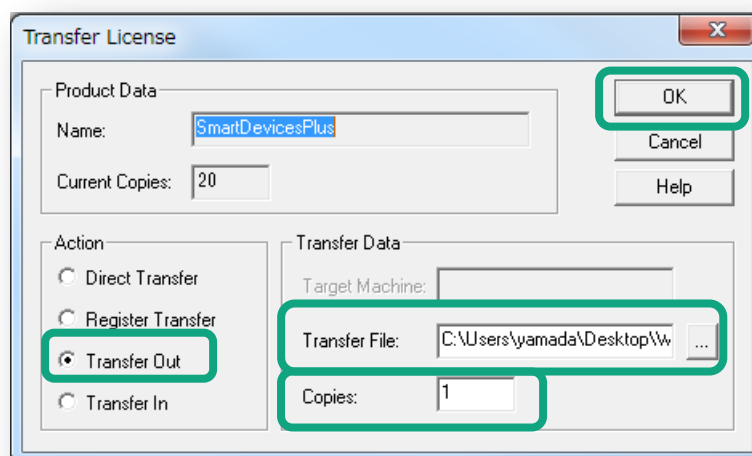 Transfer License
Product Data
Name: SmartDevicesPlus
Current Copies: 20
OK
Cancel
Help
Action
Direct Transfer
Register Transfer
Transfer Out
Transfer In
Transfer Data
Target Machine:
Transfer File: C:\Users\yamada\Desktop\W
...
Copies: 1